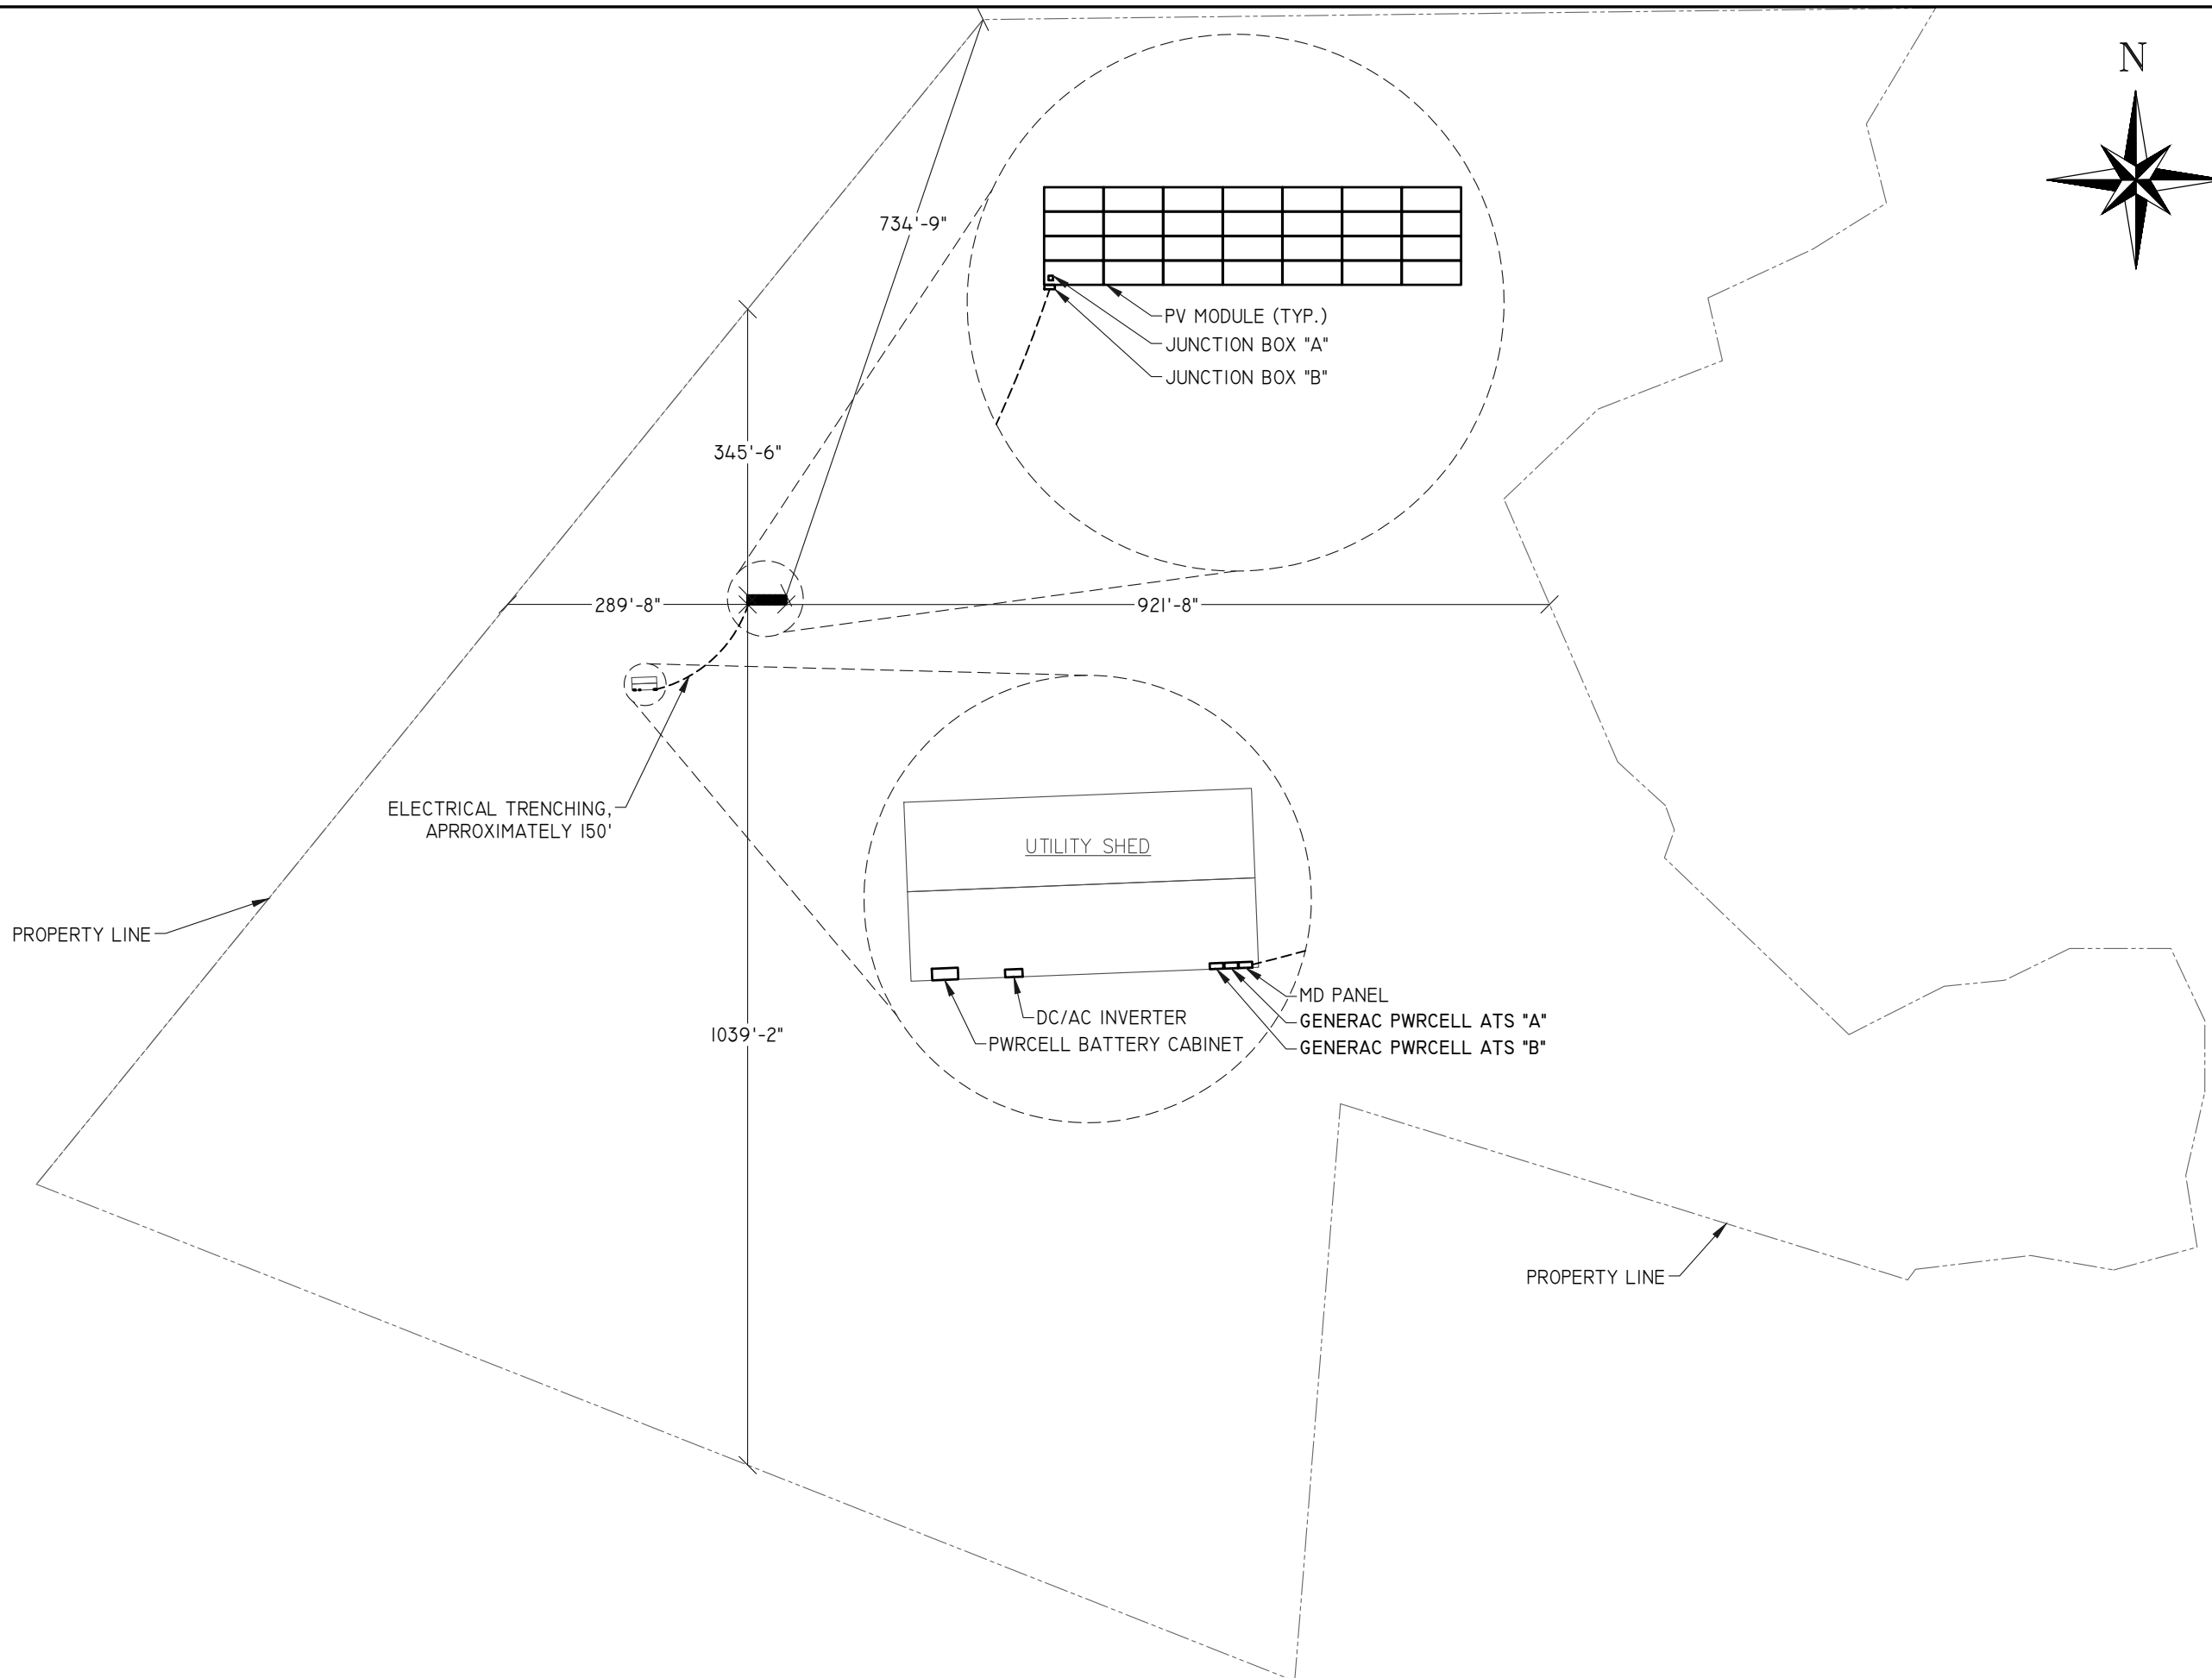 N
734'-9"
PV MODULE (TYP.)
JUNCTION BOX "A"
JUNCTION BOX "B"
345'-6"
289'-8"
921'-8"
ELECTRICAL TRENCHING,
APRROXIMATELY 150'
UTILITY SHED
PROPERTY LINE
MD PANEL
GENERAC PWRCELL ATS "A"
GENERAC PWRCELL ATS "B"
DC/AC INVERTER
PWRCELL BATTERY CABINET
1039'-2"
PROPERTY LINE